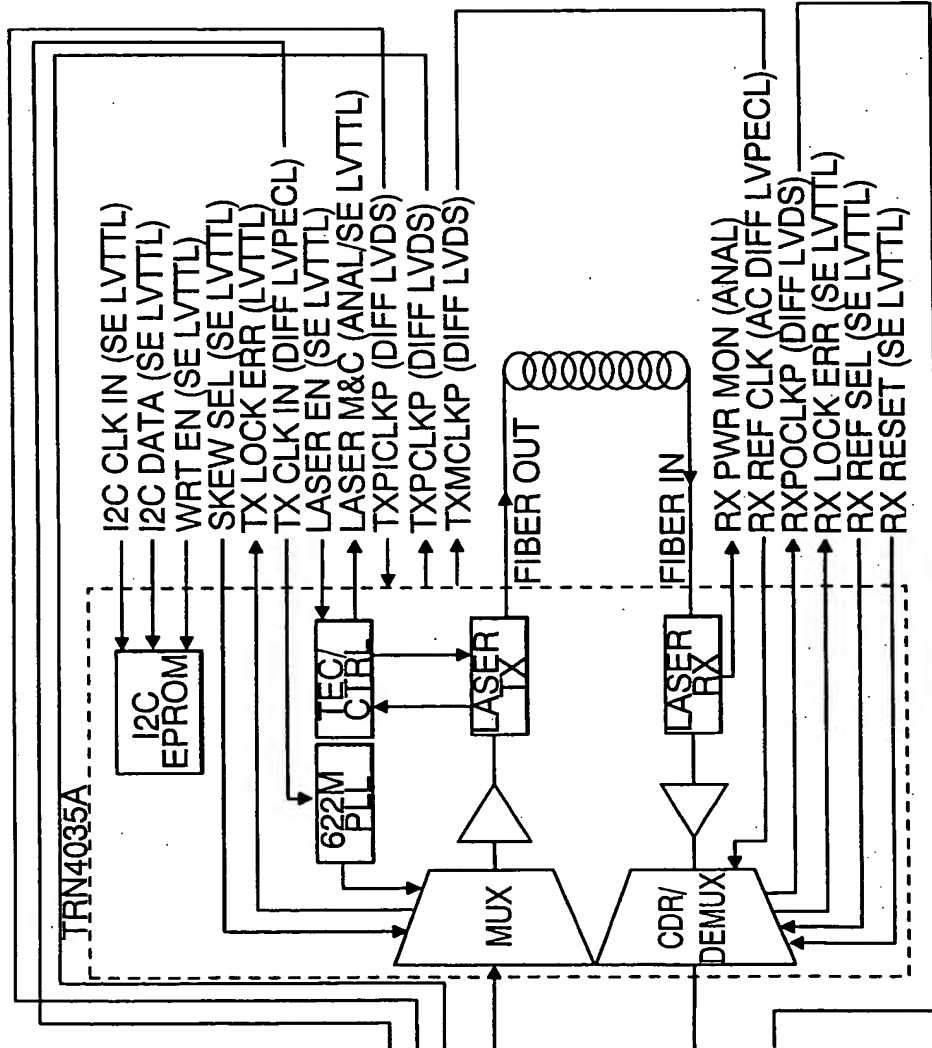 TRN4035A
I2C CLK IN (SE LVTTL)
I2C DATA (SE LVTTL)
WRT EN (SE LVTTL)
SKEW SEL (SE LVTTL)
TX LOCK ERR (LVTTL)
TX CLK IN (DIFF LVPECL)
LASER EN (SE LVTTL)
LASER M&C (ANAL/SE LVTTL)
TXPICLKP (DIFF LVDS)
TXPCLKP (DIFF LVDS)
TXMCLKP (DIFF LVDS)
FIBER OUT
FIBER IN
RX PWR MON (ANAL)
RX REF CLK (AC DIFF LVPECL)
RXPOCLKP (DIFF LVDS)
RX LOCK ERR (SE LVTTL)
RX REF SEL (SE LVTTL)
RX RESET (SE LVTTL)
I2C
EPROM
622M
PLL
TEC/
CTRL
LASER
TX
LASER
RX
MUX
CDR/
DEMUX